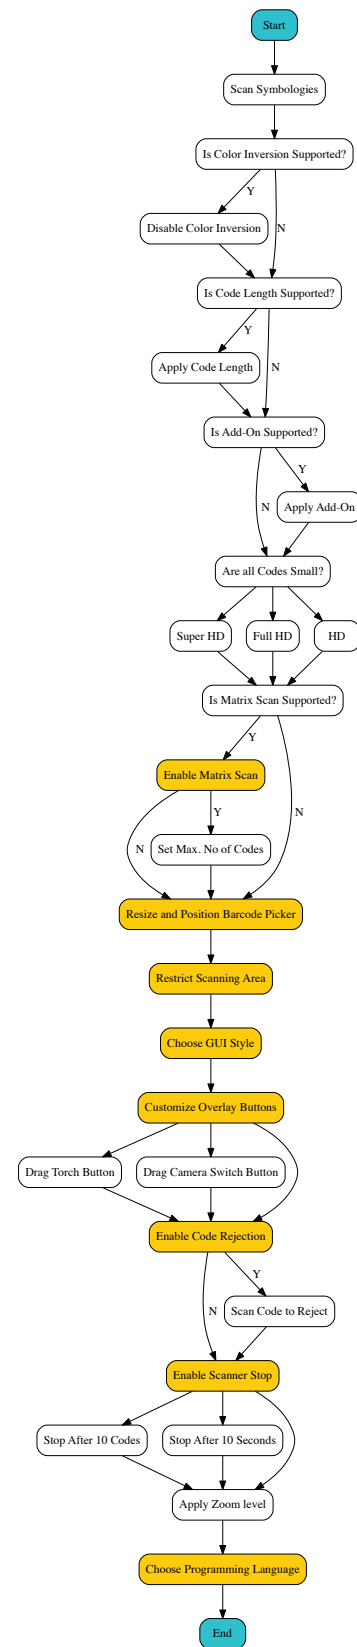 Start
Scan Symbologies
Is Color Inversion Supported?
Y
Disable Color Inversion
N
Is Code Length Supported?
Y
Apply Code Length
N
Is Add-On Supported?
Y
N
Apply Add-On
Are all Codes Small?
Super HD
Full HD
HD
Is Matrix Scan Supported?
Y
Enable Matrix Scan
Y
N
N
Set Max. No of Codes
Resize and Position Barcode Picker
Restrict Scanning Area
Choose GUI Style
Customize Overlay Buttons
Drag Torch Button
Drag Camera Switch Button
Enable Code Rejection
Y
N
Scan Code to Reject
Enable Scanner Stop
Stop After 10 Codes
Stop After 10 Seconds
Apply Zoom level
Choose Programming Language
End